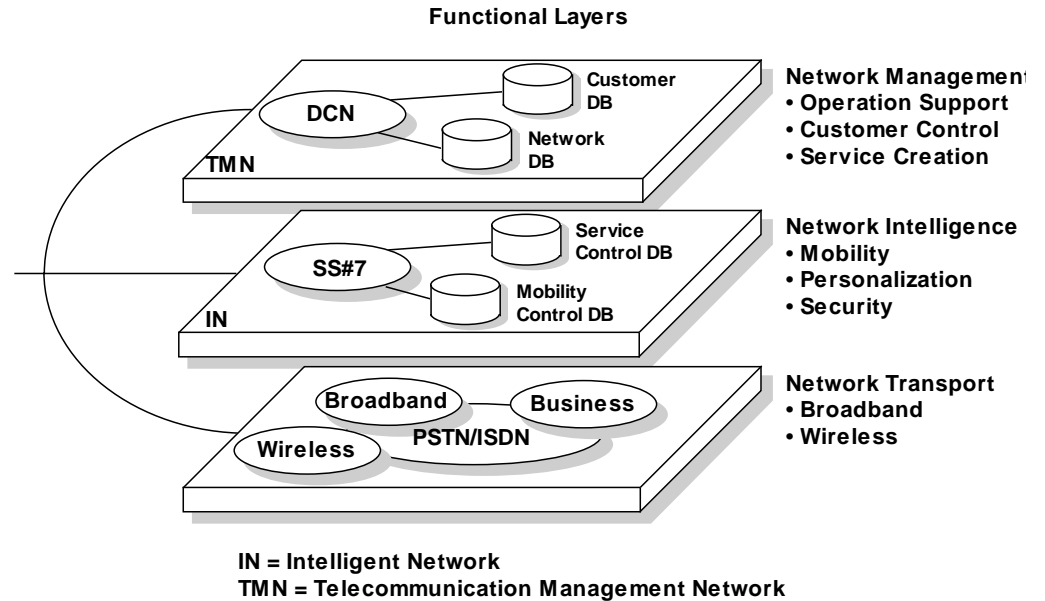 Functional Layers
Customer
DB
DCN
Network
DB
TMN
Network Management
• Operation Support
• Customer Control
• Service Creation
Service
Control DB
SS#7
Mobility
Control DB
IN
Network Intelligence
• Mobility
• Personalization
• Security
Broadband
Business
PSTN/ISDN
Wireless
Network Transport
• Broadband
• Wireless
IN = Intelligent Network
TMN = Telecommunication Management Network